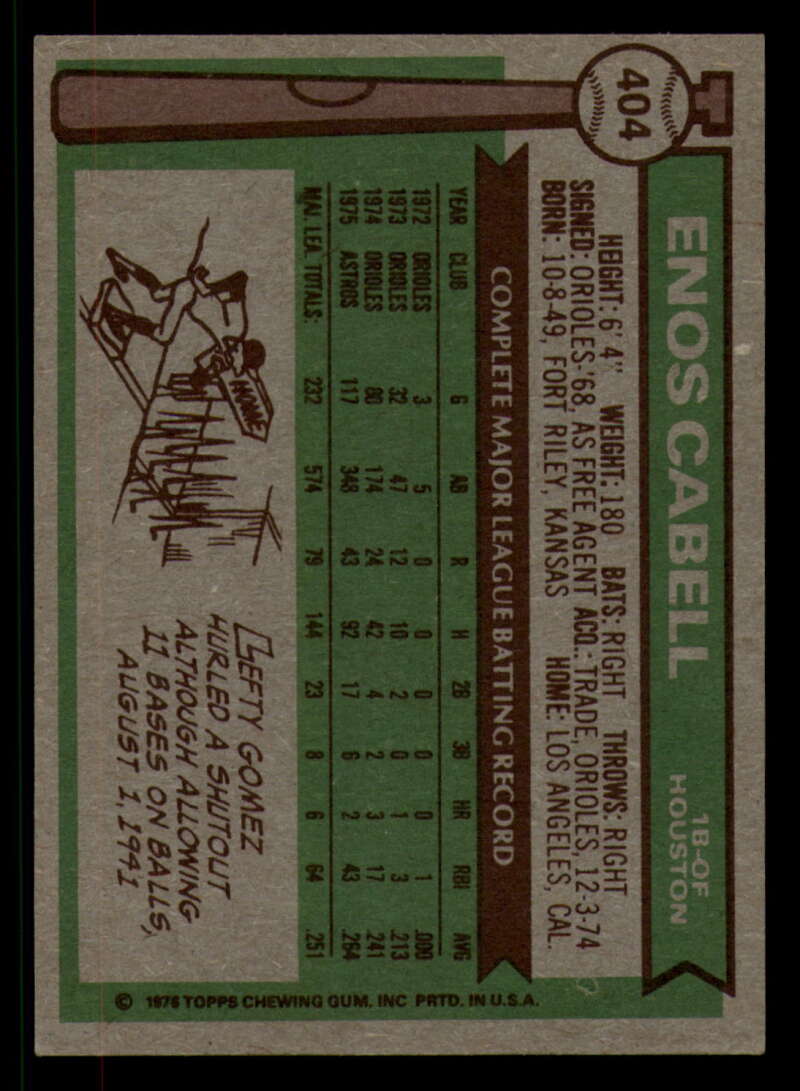 404
ENOS CABELL
1B-OF
HOUSTON
HEIGHT: 6'4" WEIGHT: 180 BATS: RIGHT THROWS: RIGHT
SIGNED: ORIOLES-'68, AS FREE AGENT ACQ.: TRADE, ORIOLES, 12-3-74
BORN: 10-8-49, FORT RILEY, KANSAS HOME: LOS ANGELES, CAL.
COMPLETE MAJOR LEAGUE BATTING RECORD
YEAR CLUB G AB R H 2B 3B HR RBI AVG
1972 ORIOLES 3 5 0 0 0 0 0 1 .000
1973 ORIOLES 32 47 12 10 2 0 1 3 .213
1974 ORIOLES 80 174 24 42 4 2 3 17 .241
1975 ASTROS 117 348 43 92 17 6 2 43 .264
MAJ. LEA. TOTALS: 232 574 79 144 23 8 6 64 .251
HOME
LEFTY GOMEZ
HURLED A SHUTOUT
ALTHOUGH ALLOWING
11 BASES ON BALLS,
AUGUST 1, 1941
© 1976 TOPPS CHEWING GUM, INC PRTD. IN U.S.A.